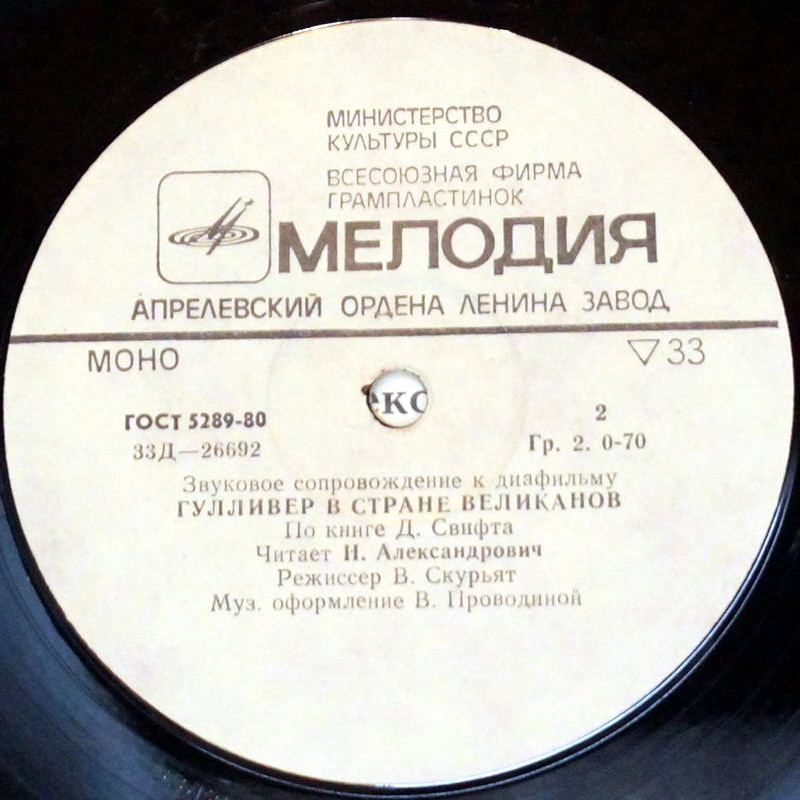 МИНИСТЕРСТВО
КУЛЬТУРЫ СССР
ВСЕСОЮЗНАЯ ФИРМА
ГРАМПЛАСТИНОК
МЕЛОДИЯ
АПРЕЛЕВСКИЙ ОРДЕНА ЛЕНИНА ЗАВОД
МОНО ▽33
ГОСТ 5289-80 2
33Д—26692 Гр. 2. 0-70
Звуковое сопровождение к диафильму
ГУЛЛИВЕР В СТРАНЕ ВЕЛИКАНОВ
По книге Д. Свифта
Читает И. Александрович
Режиссер В. Скурьят
Муз. оформление В. Проводиной